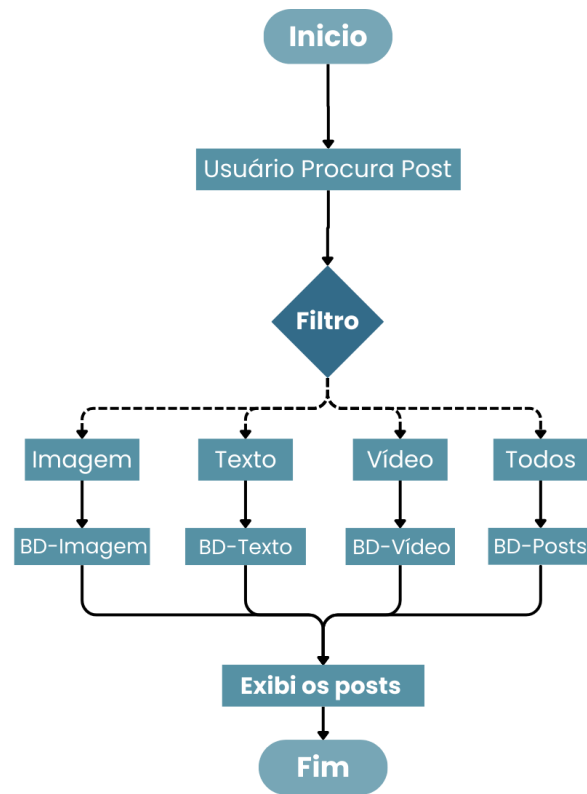 Inicio
Usuário Procura Post
Filtro
Imagem
Texto
Vídeo
Todos
BD-Imagem
BD-Texto
BD-Vídeo
BD-Posts
Exibi os posts
Fim